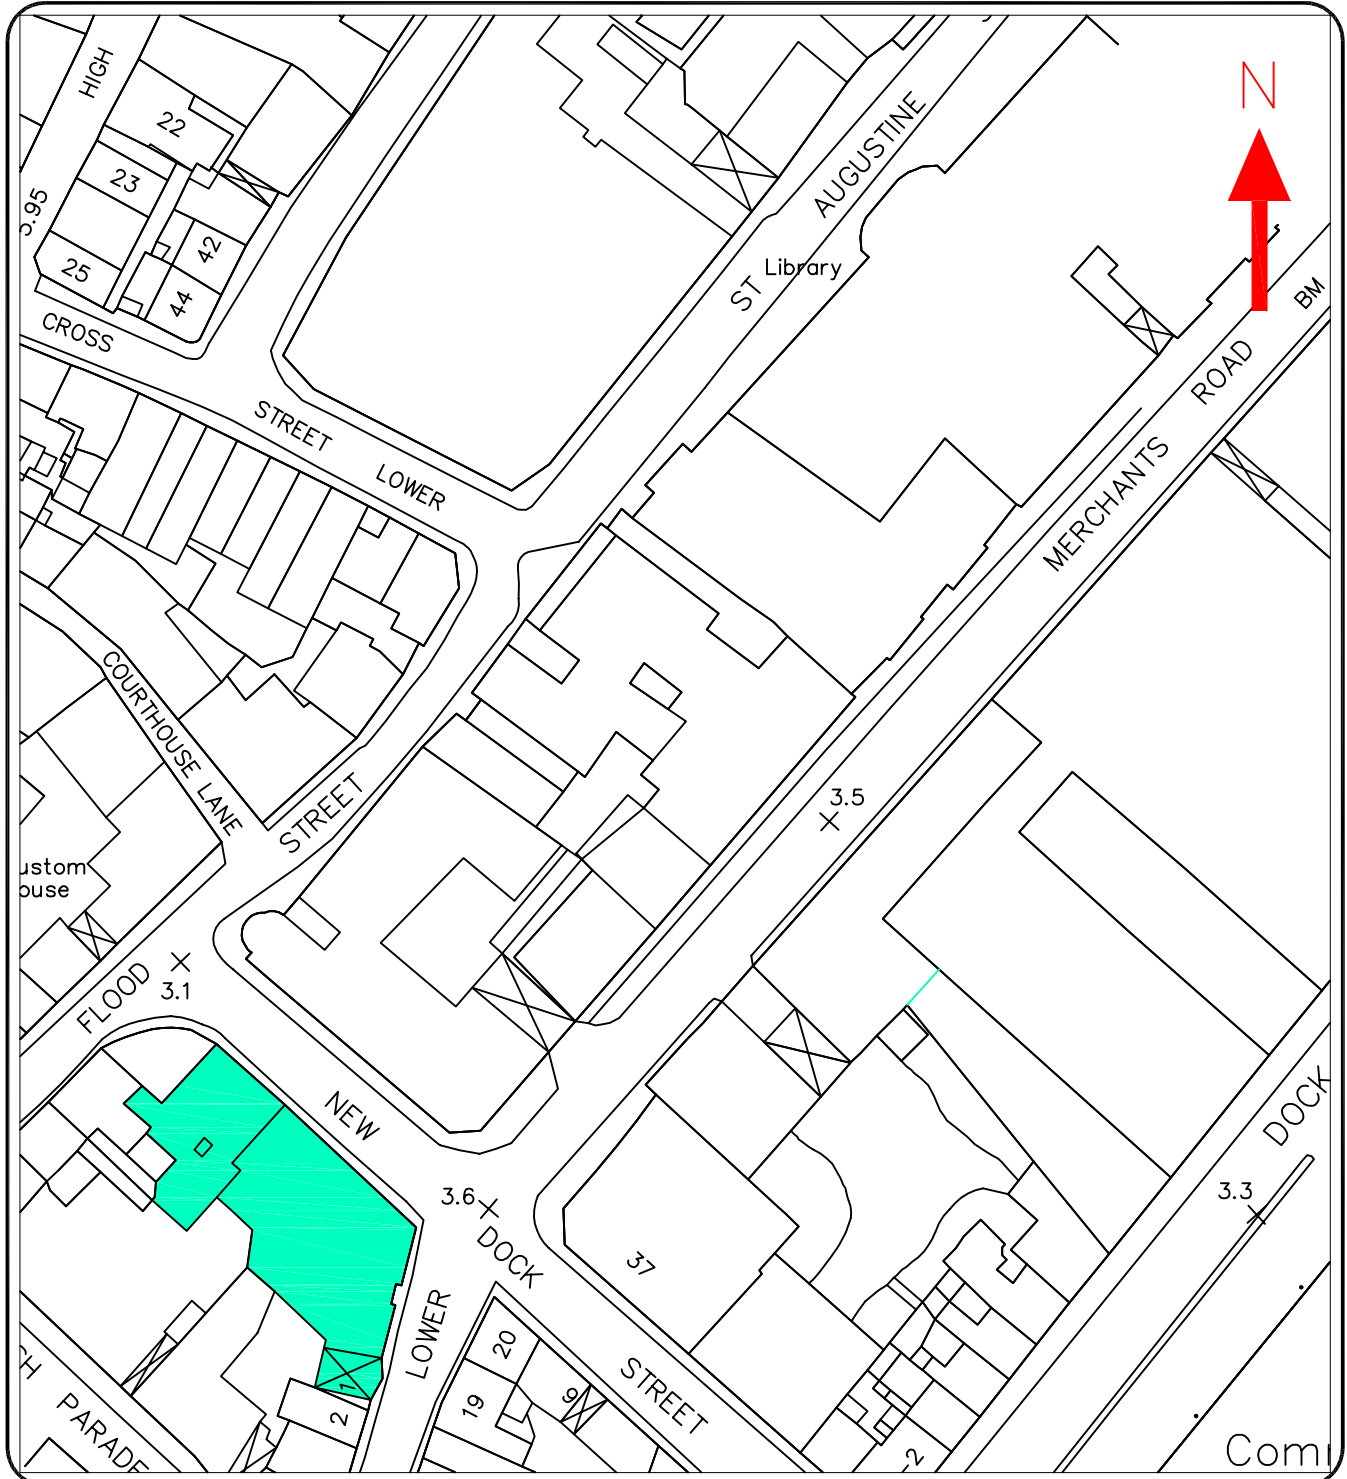 HIGH
N
22
AUGUSTINE
23
5.95
42
25
Library
ST
44
BM
CROSS
ROAD
STREET
LOWER
MERCHANTS
COURTHOUSE LANE
3.5
STREET
ustom
ouse
FLOOD
3.1
NEW
DOCK
3.6
3.3
DOCK
37
LOWER
20
CH PARADE
STREET
1
9
19
2
2
Com